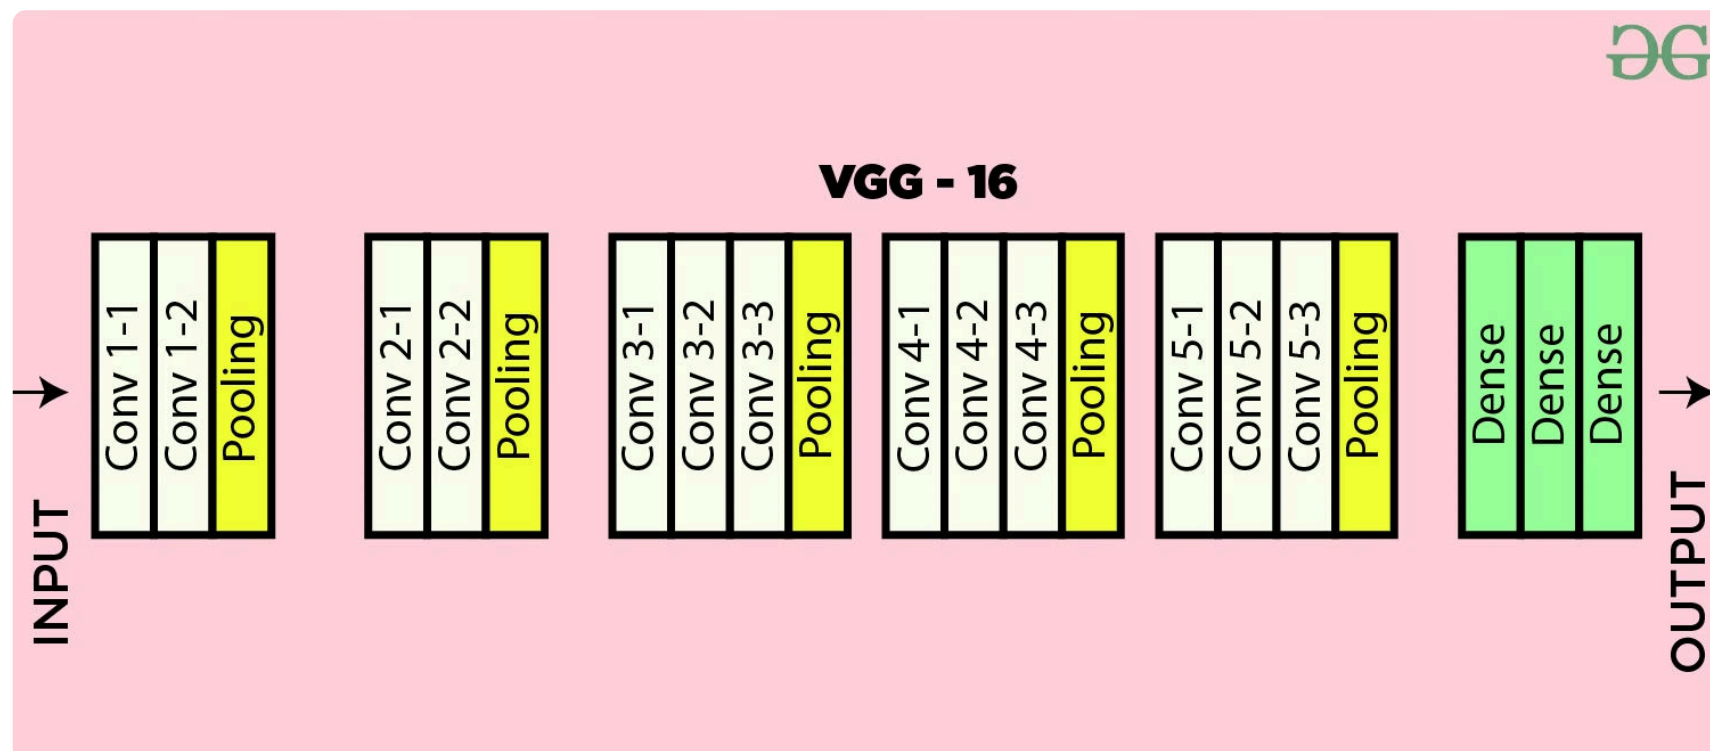 VGG - 16
INPUT
Conv 1-1
Conv 1-2
Pooling
Conv 2-1
Conv 2-2
Pooling
Conv 3-1
Conv 3-2
Conv 3-3
Pooling
Conv 4-1
Conv 4-2
Conv 4-3
Pooling
Conv 5-1
Conv 5-2
Conv 5-3
Pooling
Dense
Dense
Dense
OUTPUT